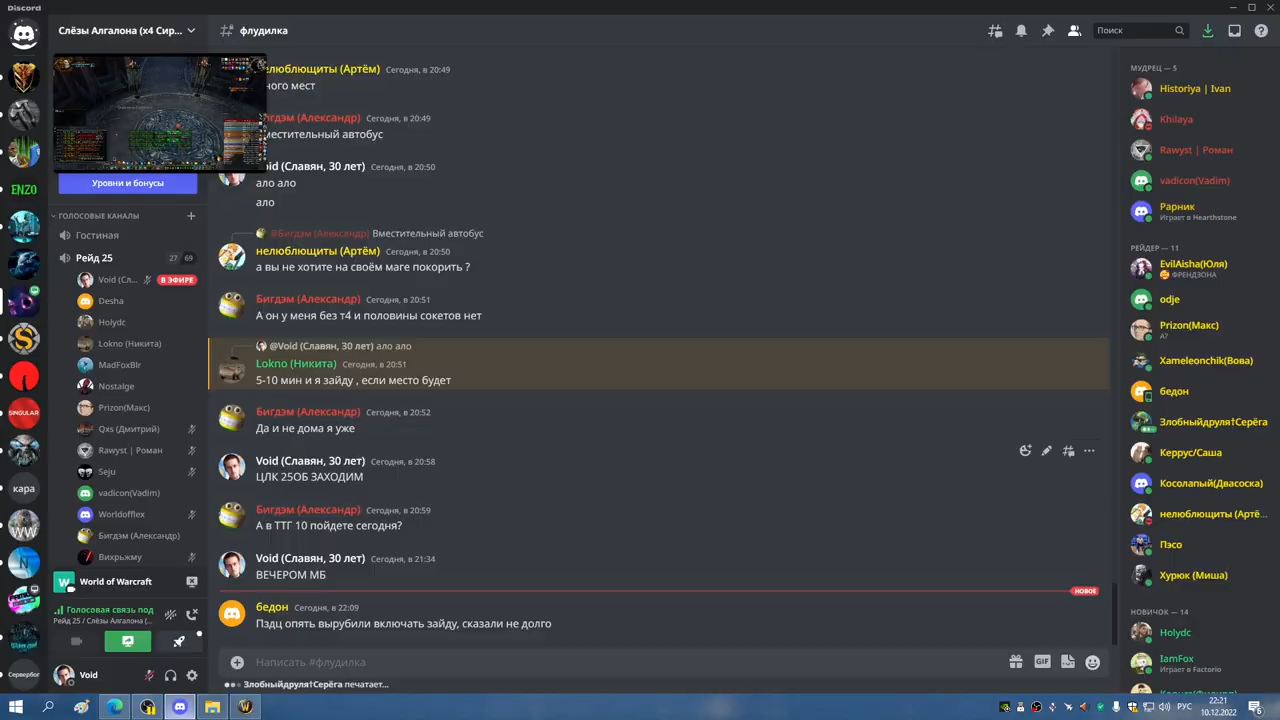 Discord
Слёзы Алгалона (x4 Сир...
флудилка
Поиск
Уровни и бонусы
ГОЛОСОВЫЕ КАНАЛЫ
Гостиная
Рейд 25
27 69
Void (Сл...
В ЭФИРЕ
Desha
Holydc
Lokno (Никита)
MadFoxBlr
Nostalge
Prizon(Макс)
Qxs (Дмитрий)
Rawyst | Роман
Seju
vadicon(Vadim)
Worldofflex
Бигдэм (Александр)
Вихрьжму
World of Warcraft
Голосовая связь под
Рейд 25 / Слёзы Алгалона (...
Void
ENZO
SINGULAR
кара
Сервербог
нелюблющиты (Артём) Сегодня, в 20:49
ного мест
игдэм (Александр) Сегодня, в 20:49
местительный автобус
oid (Славян, 30 лет) Сегодня, в 20:50
ало ало
ало
@Бигдэм (Александр) Вместительный автобус
нелюблющиты (Артём) Сегодня, в 20:50
а вы не хотите на своём маге покорить ?
Бигдэм (Александр) Сегодня, в 20:51
А он у меня без т4 и половины сокетов нет
@Void (Славян, 30 лет) ало ало
Lokno (Никита) Сегодня, в 20:51
5-10 мин и я зайду , если место будет
Бигдэм (Александр) Сегодня, в 20:52
Да и не дома я уже
Void (Славян, 30 лет) Сегодня, в 20:58
ЦЛК 25ОБ ЗАХОДИМ
Бигдэм (Александр) Сегодня, в 20:59
А в ТТГ 10 пойдете сегодня?
Void (Славян, 30 лет) Сегодня, в 21:34
ВЕЧЕРОМ МБ
НОВОЕ
бедон Сегодня, в 22:09
Пздц опять вырубили включать зайду, сказали не долго
Написать #флудилка
GIF
Злобныйдруля†Серёга печатает...
МУДРЕЦ — 5
Historiya | Ivan
Khilaya
Rawyst | Роман
vadicon(Vadim)
Рарник
Играет в Hearthstone
РЕЙДЕР — 11
EvilAisha(Юля)
ФРЕНДЗОНА
odje
Prizon(Макс)
А?
Xameleonchik(Вова)
бедон
Злобныйдруля†Серёга
Керрус/Саша
Косолапый(Двасоска)
нелюблющиты (Артё...
Пэсо
Хурюк (Миша)
НОВИЧОК — 14
Holydc
IamFox
Играет в Factorio
РУС
22:21
10.12.2022
6